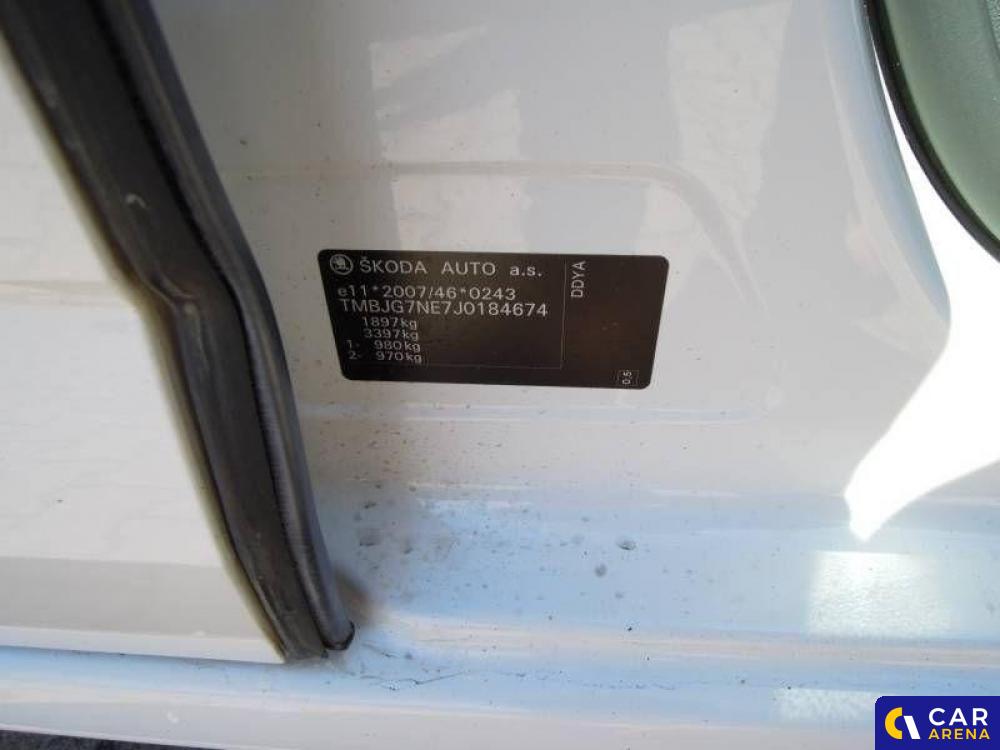 ŠKODA AUTO a.s.
e11*2007/46*0243
TMBJG7NE7J0184674
1897kg
3397kg
1- 980kg
2- 970kg
DDYA
0,5
CAR
ARENA